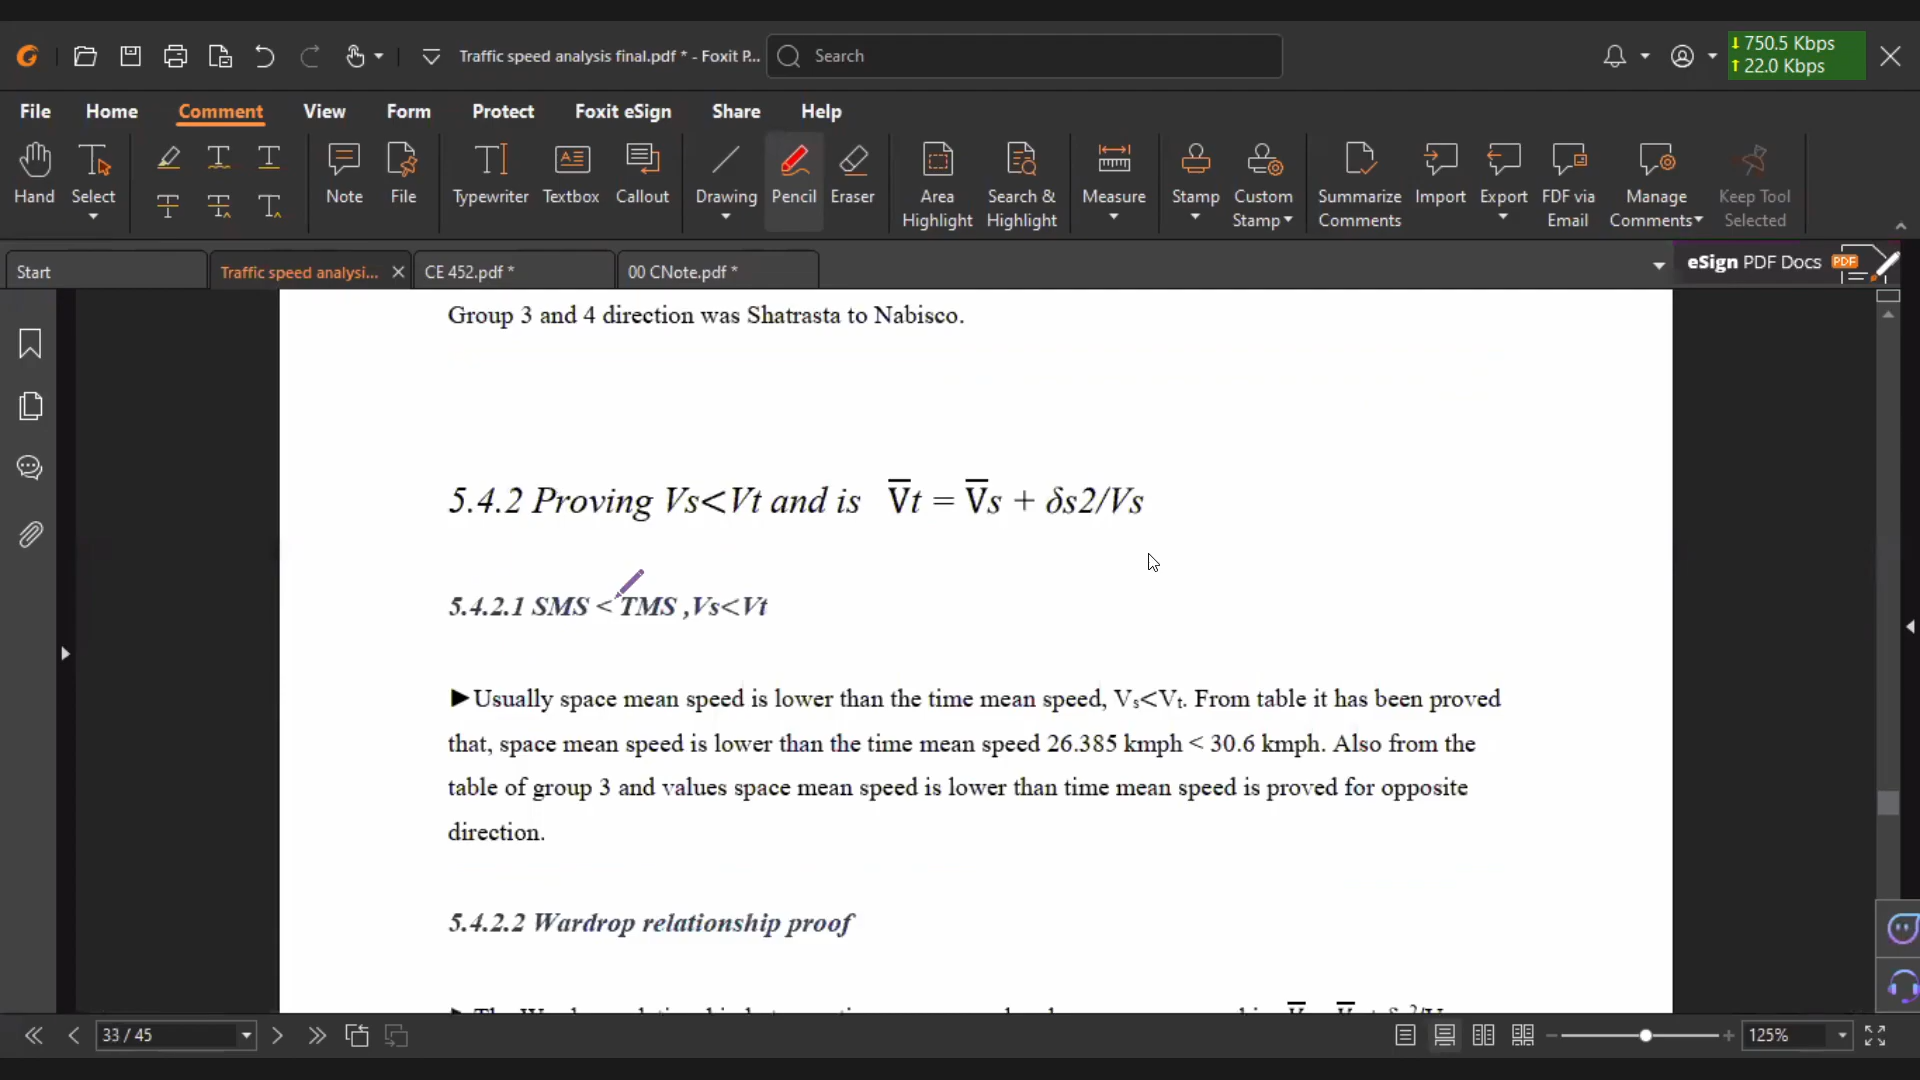 Traffic speed analysis final.pdf * - Foxit P...
Search
750.5 Kbps
22.0 Kbps
File Home Comment View Form Protect Foxit eSign Share Help
Hand Select Note File Typewriter Textbox Callout Drawing Pencil Eraser Area Highlight Search & Highlight Measure Stamp Custom Stamp Summarize Comments Import Export FDF via Email Manage Comments Keep Tool Selected
Start Traffic speed analysi... CE 452.pdf * 00 CNote.pdf * eSign PDF Docs PDF
Group 3 and 4 direction was Shatrasta to Nabisco.
5.4.2 Proving Vs<Vt and is V̅t = V̅s + δs2/Vs
5.4.2.1 SMS < TMS ,Vs<Vt
►Usually space mean speed is lower than the time mean speed, Vₛ<Vₜ. From table it has been proved
that, space mean speed is lower than the time mean speed 26.385 kmph < 30.6 kmph. Also from the
table of group 3 and values space mean speed is lower than time mean speed is proved for opposite
direction.
5.4.2.2 Wardrop relationship proof
33 / 45
125%